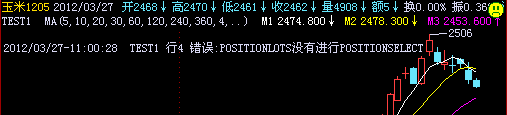 玉米1205 2012/03/27 开2468↓高2470↓低2461↓收2462↓量4908↓额5↓换0.00% 振0.36%
TEST1 MA(5,10,20,30,60,120,240,360,4,..) M1 2474.800↓ M2 2478.300↓ M3 2453.600↑
2506
2012/03/27-11:00:28 TEST1 行4 错误:POSITIONLOTS没有进行POSITIONSELECT